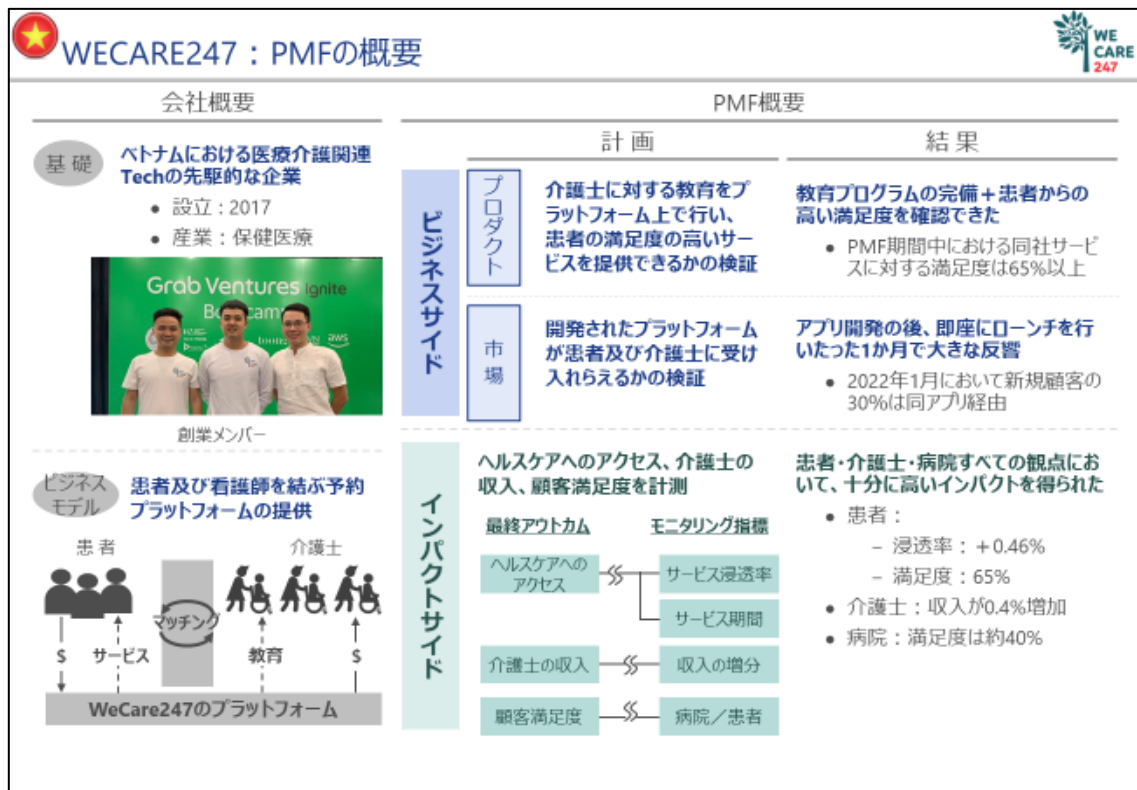 WECARE247：PMFの概要
WE
CARE
247
会社概要
基礎
ベトナムにおける医療介護関連
Techの先駆的な企業
• 設立：2017
• 産業：保健医療
Grab Ventures Ignite
aws
創業メンバー
ビジネス
モデル
患者及び看護師を結ぶ予約
プラットフォームの提供
患者
介護士
マッチング
$
サービス
教育
$
WeCare247のプラットフォーム
PMF概要
計画
結果
ビジネスサイド
プロダクト
介護士に対する教育をプ
ラットフォーム上で行い、
患者の満足度の高いサー
ビスを提供できるかの検証
教育プログラムの完備＋患者からの
高い満足度を確認できた
• PMF期間中における同社サービ
スに対する満足度は65%以上
市場
開発されたプラットフォーム
が患者及び介護士に受け
入れらえるかの検証
アプリ開発の後、即座にローンチを行
いたった1か月で大きな反響
• 2022年1月において新規顧客の
30%は同アプリ経由
インパクトサイド
ヘルスケアへのアクセス、介護士の
収入、顧客満足度を計測
最終アウトカム
モニタリング指標
ヘルスケアへの
アクセス
サービス浸透率
サービス期間
介護士の収入
収入の増分
顧客満足度
病院／患者
患者・介護士・病院すべての観点にお
いて、十分に高いインパクトを得られた
• 患者：
– 浸透率：＋0.46%
– 満足度：65%
• 介護士：収入が0.4%増加
• 病院：満足度は約40%